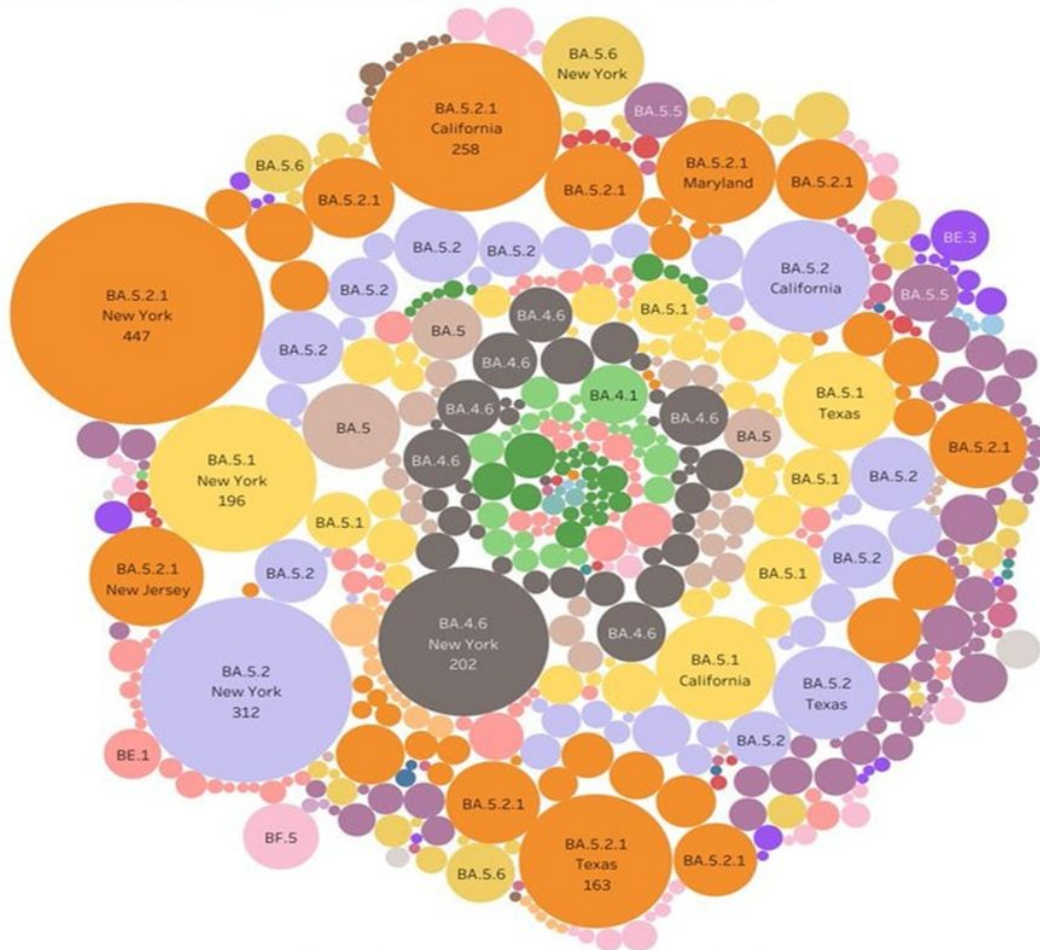 BA.5.6
New York
BA.5.5
BA.5.2.1
California
258
BA.5.6
BA.5.2.1
BA.5.2.1
BA.5.2.1
Maryland
BA.5.2.1
BE.3
BA.5.2
BA.5.2
BA.5.2
BA.5.2
California
BA.5.5
BA.5.2.1
New York
447
BA.5
BA.4.6
BA.5.1
BA.5.2
BA.4.6
BA.4.6
BA.4.1
BA.4.6
BA.5.1
Texas
BA.5
BA.5
BA.5.2.1
BA.4.6
BA.5.1
New York
196
BA.5.1
BA.5.2
BA.5.1
BA.5.2.1
New Jersey
BA.5.2
BA.5.1
BA.5.2
BA.4.6
New York
202
BA.4.6
BA.5.2
New York
312
BA.5.1
California
BA.5.2
Texas
BE.1
BA.5.2
BA.5.2.1
BF.5
BA.5.6
BA.5.2.1
Texas
163
BA.5.2.1